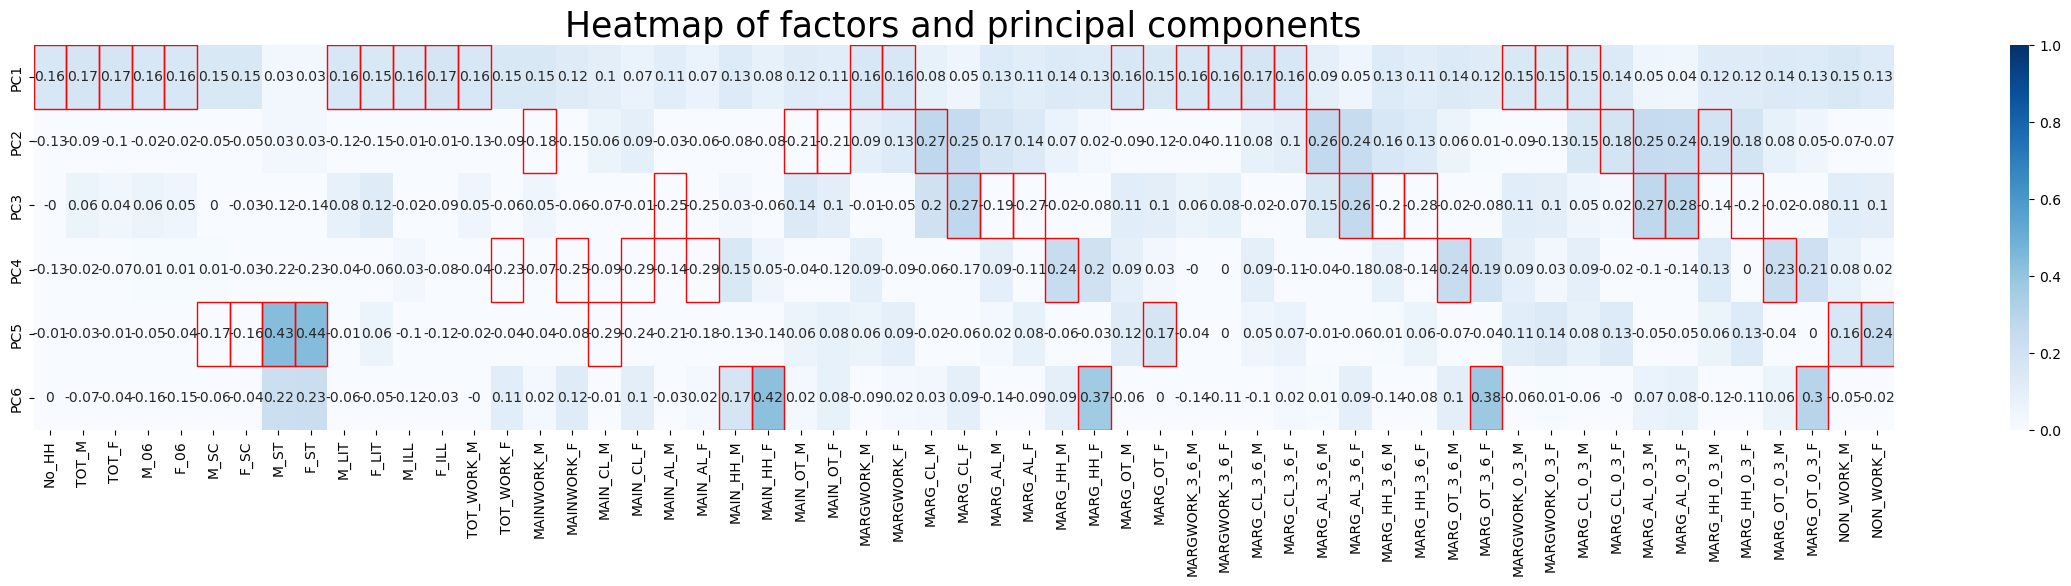 Heatmap of factors and principal components
PC1 0.16 0.17 0.17 0.16 0.16 0.15 0.15 0.03 0.03 0.16 0.15 0.16 0.17 0.16 0.15 0.15 0.12 0.1 0.07 0.11 0.07 0.13 0.08 0.12 0.11 0.16 0.16 0.08 0.05 0.13 0.11 0.14 0.13 0.16 0.15 0.16 0.16 0.17 0.16 0.09 0.05 0.13 0.11 0.14 0.12 0.15 0.15 0.15 0.14 0.05 0.04 0.12 0.12 0.14 0.13 0.15 0.13
PC2 -0.13 -0.09 -0.1 -0.02 -0.02 -0.05 -0.05 0.03 0.03 -0.12 -0.15 -0.01 -0.01 -0.13 -0.09 -0.18 -0.15 0.06 0.09 -0.03 -0.06 -0.08 -0.08 -0.21 -0.21 0.09 0.13 0.27 0.25 0.17 0.14 0.07 0.02 -0.09 -0.12 -0.04 -0.11 0.08 0.1 0.26 0.24 0.16 0.13 0.06 0.01 -0.09 -0.13 0.15 0.18 0.25 0.24 0.19 0.18 0.08 0.05 -0.07 -0.07
PC3 -0 0.06 0.04 0.06 0.05 0 -0.03 -0.12 -0.14 0.08 0.12 -0.02 -0.09 0.05 -0.06 0.05 -0.06 -0.07 -0.01 -0.25 -0.25 0.03 -0.06 0.14 0.1 -0.01 -0.05 0.2 0.27 -0.19 -0.27 -0.02 -0.08 0.11 0.1 0.06 0.08 -0.02 -0.07 0.15 0.26 -0.2 -0.28 -0.02 -0.08 0.11 0.1 0.05 0.02 0.27 0.28 -0.14 -0.2 -0.02 -0.08 0.11 0.1
PC4 -0.13 -0.02 -0.07 0.01 0.01 0.01 -0.03 -0.22 -0.23 -0.04 -0.06 0.03 -0.08 -0.04 -0.23 -0.07 -0.25 -0.09 -0.29 -0.14 -0.29 0.15 0.05 -0.04 -0.12 0.09 -0.09 -0.06 -0.17 0.09 -0.11 0.24 0.2 0.09 0.03 -0 0 0.09 -0.11 -0.04 -0.18 0.08 -0.14 0.24 0.19 0.09 0.03 0.09 -0.02 -0.1 -0.14 0.13 0 0.23 0.21 0.08 0.02
PC5 -0.01 -0.03 -0.01 -0.05 -0.04 -0.17 -0.16 0.43 0.44 -0.01 0.06 -0.1 -0.12 -0.02 -0.04 -0.04 -0.08 -0.29 -0.24 -0.21 -0.18 -0.13 -0.14 0.06 0.08 0.06 0.09 -0.02 -0.06 0.02 0.08 -0.06 -0.03 0.12 0.17 -0.04 0 0.05 0.07 -0.01 -0.06 0.01 0.06 -0.07 -0.04 0.11 0.14 0.08 0.13 -0.05 -0.05 0.06 0.13 -0.04 0 0.16 0.24
PC6 0 -0.07 -0.04 -0.16 -0.15 -0.06 -0.04 0.22 0.23 -0.06 -0.05 -0.12 -0.03 -0 0.11 0.02 0.12 -0.01 0.1 -0.03 0.02 0.17 0.42 0.02 0.08 -0.09 0.02 0.03 0.09 -0.14 -0.09 0.09 0.37 -0.06 0 -0.14 -0.11 -0.1 0.02 0.01 0.09 -0.14 -0.08 0.1 0.38 -0.06 0.01 -0.06 -0 0.07 0.08 -0.12 -0.11 0.06 0.3 -0.05 -0.02
No_HH
TOT_M
TOT_F
M_06
F_06
M_SC
F_SC
M_ST
F_ST
M_LIT
F_LIT
M_ILL
F_ILL
TOT_WORK_M
TOT_WORK_F
MAINWORK_M
MAINWORK_F
MAIN_CL_M
MAIN_CL_F
MAIN_AL_M
MAIN_AL_F
MAIN_HH_M
MAIN_HH_F
MAIN_OT_M
MAIN_OT_F
MARGWORK_M
MARGWORK_F
MARG_CL_M
MARG_CL_F
MARG_AL_M
MARG_AL_F
MARG_HH_M
MARG_HH_F
MARG_OT_M
MARG_OT_F
MARGWORK_3_6_M
MARGWORK_3_6_F
MARG_CL_3_6_M
MARG_CL_3_6_F
MARG_AL_3_6_M
MARG_AL_3_6_F
MARG_HH_3_6_M
MARG_HH_3_6_F
MARG_OT_3_6_M
MARG_OT_3_6_F
MARGWORK_0_3_M
MARGWORK_0_3_F
MARG_CL_0_3_M
MARG_CL_0_3_F
MARG_AL_0_3_M
MARG_AL_0_3_F
MARG_HH_0_3_M
MARG_HH_0_3_F
MARG_OT_0_3_M
MARG_OT_0_3_F
NON_WORK_M
NON_WORK_F
1.0
0.8
0.6
0.4
0.2
0.0